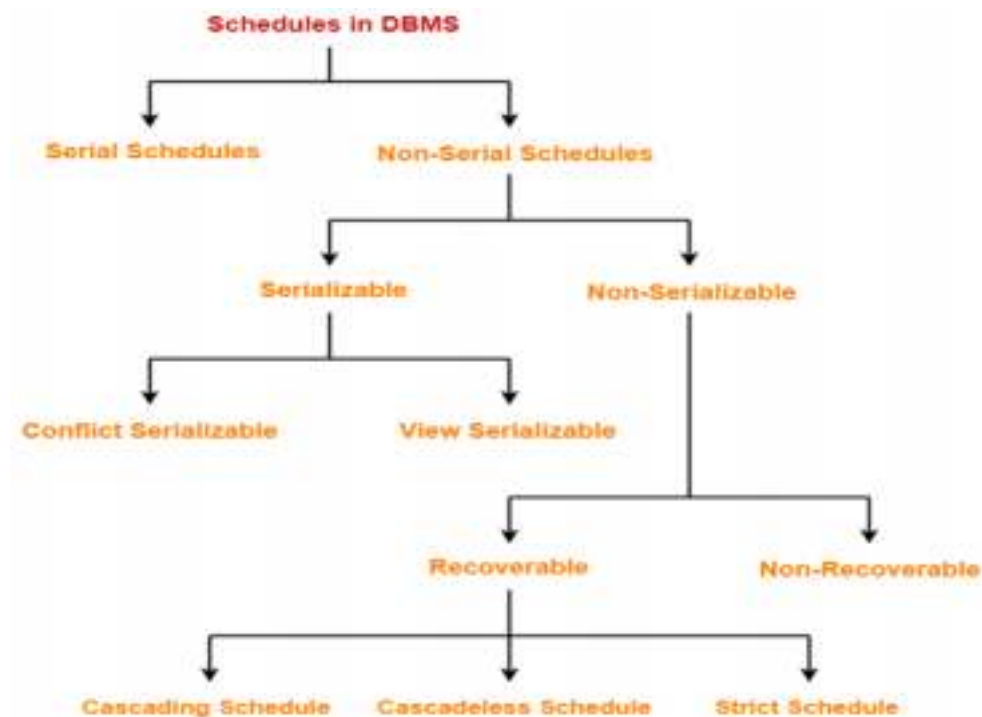 Schedules in DBMS
Serial Schedules
Non-Serial Schedules
Serializable
Non-Serializable
Conflict Serializable
View Serializable
Recoverable
Non-Recoverable
Cascading Schedule
Cascadeless Schedule
Strict Schedule